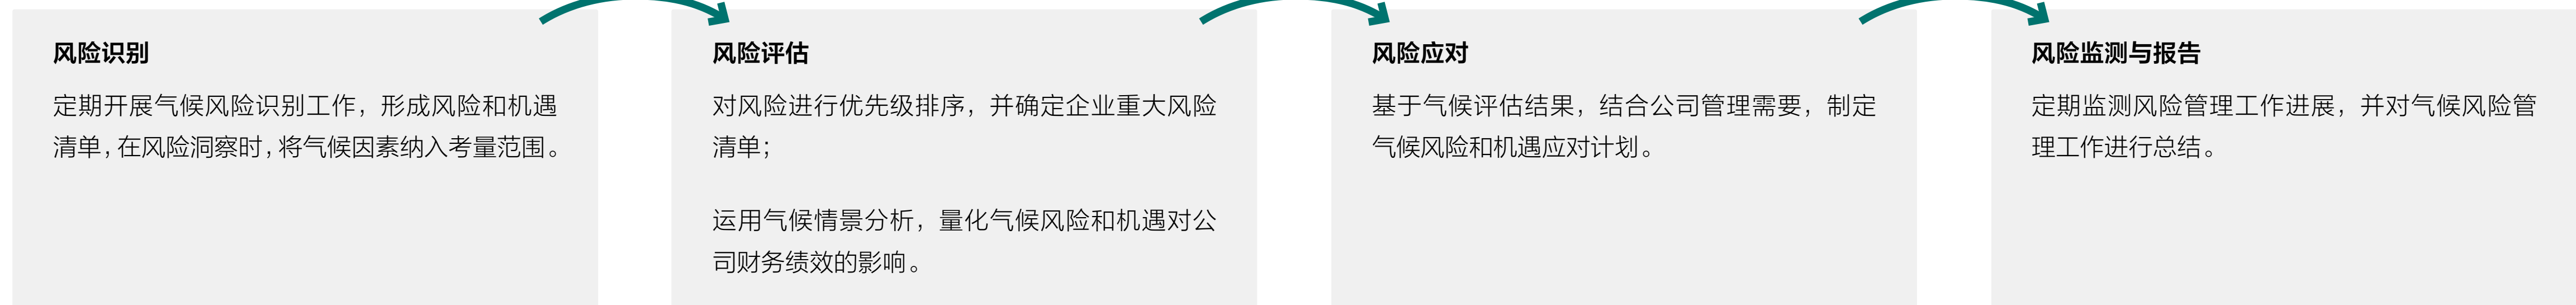 风险识别
定期开展气候风险识别工作，形成风险和机遇
清单，在风险洞察时，将气候因素纳入考量范围。
风险评估
对风险进行优先级排序，并确定企业重大风险
清单；
运用气候情景分析，量化气候风险和机遇对公
司财务绩效的影响。
风险应对
基于气候评估结果，结合公司管理需要，制定
气候风险和机遇应对计划。
风险监测与报告
定期监测风险管理工作进展，并对气候风险管
理工作进行总结。